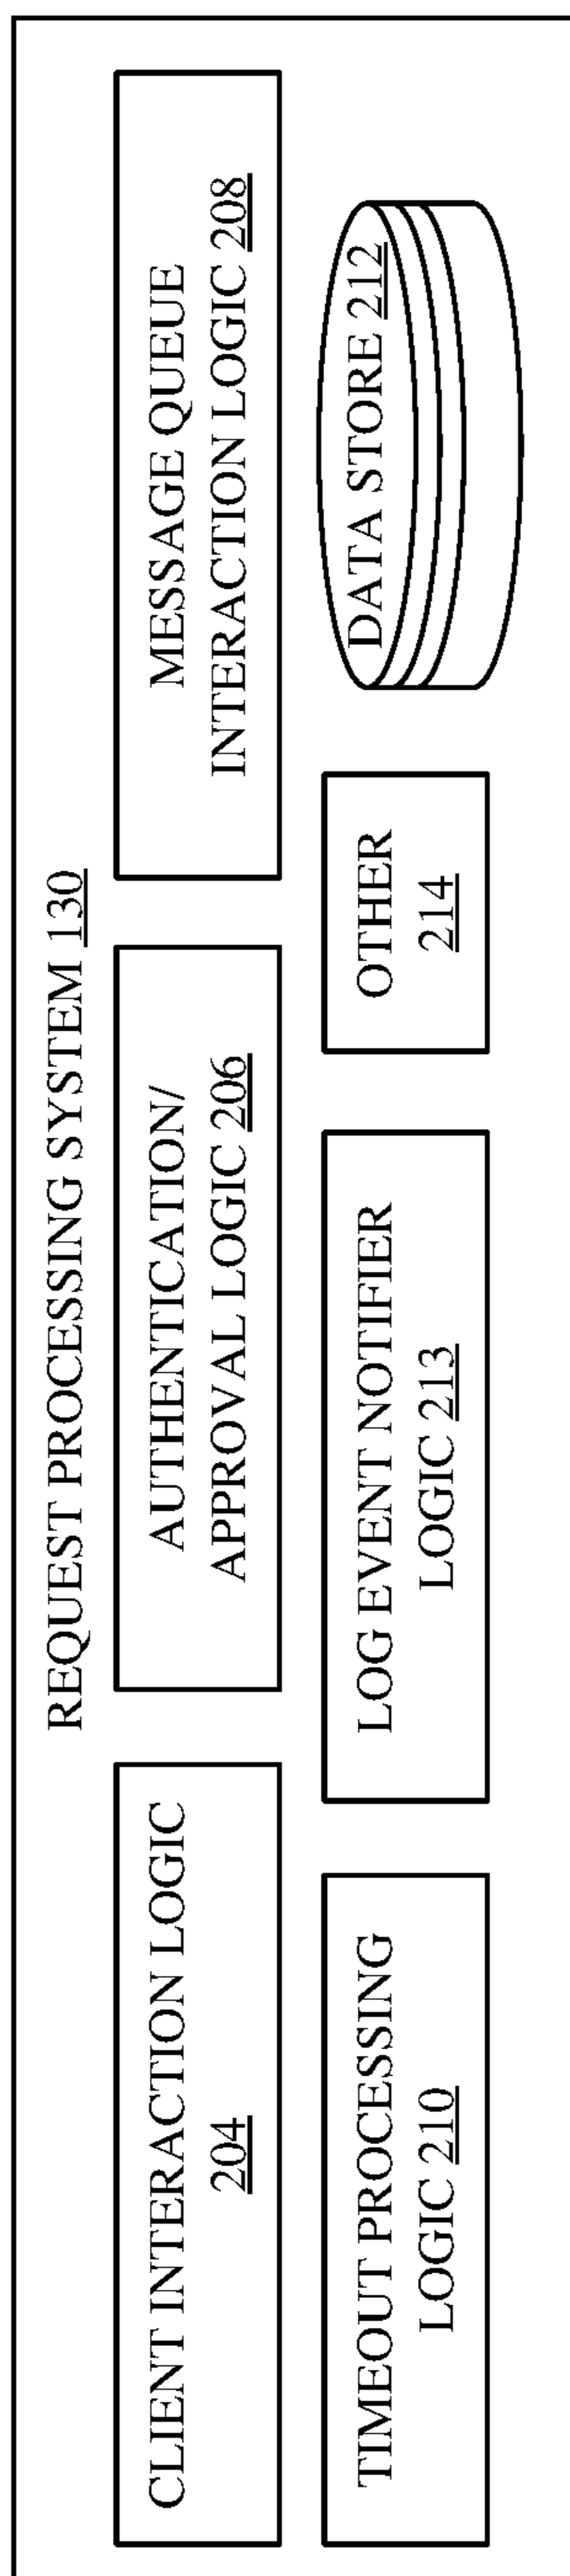 REQUEST PROCESSING SYSTEM 130
CLIENT INTERACTION LOGIC
204
AUTHENTICATION/
APPROVAL LOGIC 206
MESSAGE QUEUE
INTERACTION LOGIC 208
TIMEOUT PROCESSING
LOGIC 210
LOG EVENT NOTIFIER
LOGIC 213
OTHER
214
DATA STORE 212